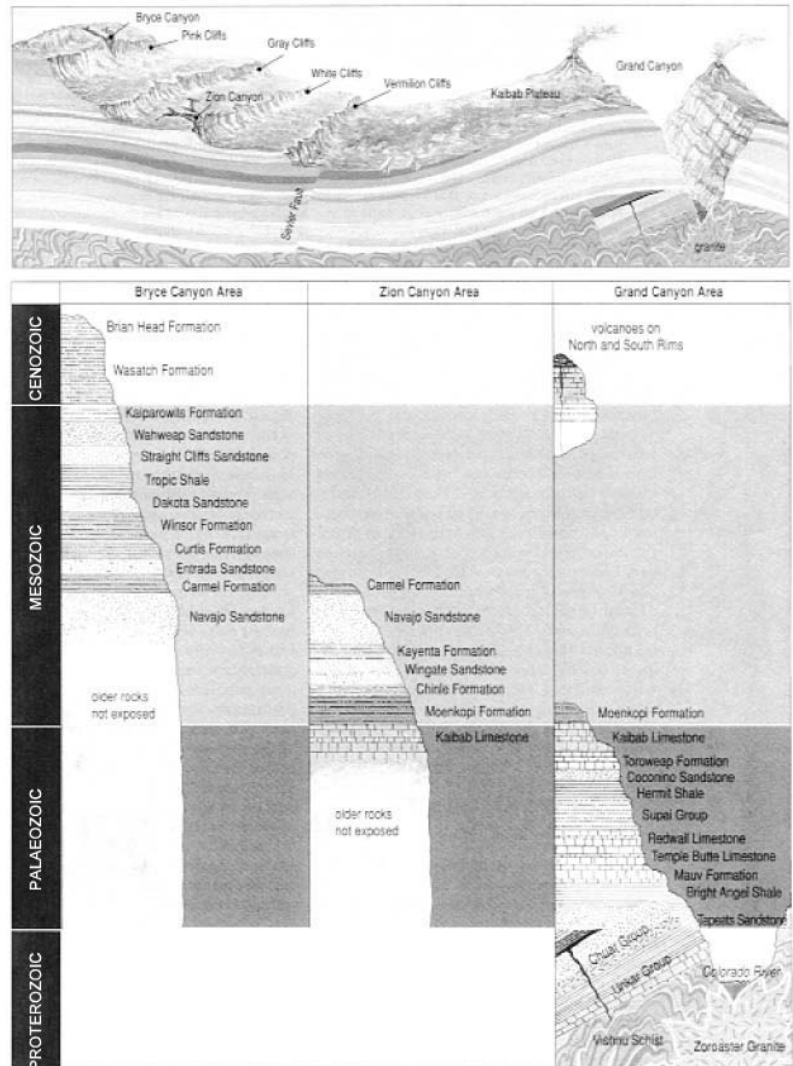 Bryce Canyon
Pink Cliffs
Gray Cliffs
White Cliffs
Zion Canyon
Vermilion Cliffs
Kaibab Plateau
Grand Canyon
Sevier Fault
granite
Bryce Canyon Area
Zion Canyon Area
Grand Canyon Area
CENOZOIC
MESOZOIC
PALAEOZOIC
PROTEROZOIC
Brian Head Formation
Wasatch Formation
Kaiparowits Formation
Wahweap Sandstone
Straight Cliffs Sandstone
Tropic Shale
Dakota Sandstone
Winsor Formation
Curtis Formation
Entrada Sandstone
Carmel Formation
Navajo Sandstone
older rocks
not exposed
Carmel Formation
Navajo Sandstone
Kayenta Formation
Wingate Sandstone
Chinle Formation
Moenkopi Formation
Kaibab Limestone
older rocks
not exposed
volcanoes on
North and South Rims
Moenkopi Formation
Kaibab Limestone
Toroweap Formation
Coconino Sandstone
Hermit Shale
Supai Group
Redwall Limestone
Temple Butte Limestone
Mauv Formation
Bright Angel Shale
Tapeats Sandstone
Chuar Group
Unkar Group
Colorado River
Vishnu Schist
Zoroaster Granite